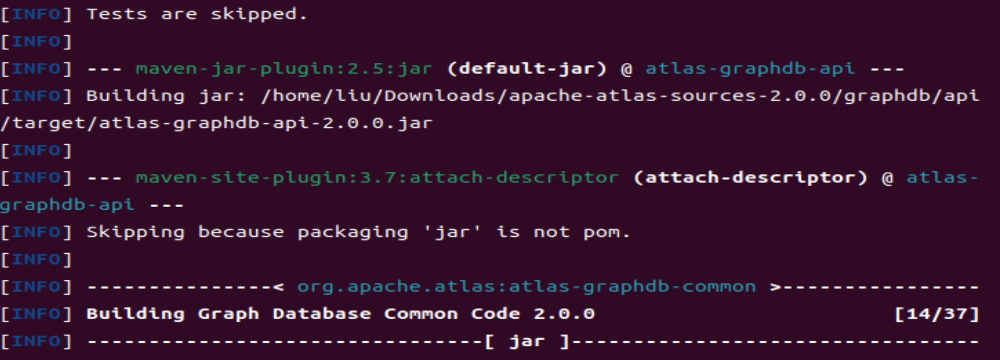 [INFO] Tests are skipped.
[INFO]
[INFO] --- maven-jar-plugin:2.5:jar (default-jar) @ atlas-graphdb-api ---
[INFO] Building jar: /home/liu/Downloads/apache-atlas-sources-2.0.0/graphdb/api
/target/atlas-graphdb-api-2.0.0.jar
[INFO]
[INFO] --- maven-site-plugin:3.7:attach-descriptor (attach-descriptor) @ atlas-
graphdb-api ---
[INFO] Skipping because packaging 'jar' is not pom.
[INFO]
[INFO] ---------------< org.apache.atlas:atlas-graphdb-common >----------------
[INFO] Building Graph Database Common Code 2.0.0 [14/37]
[INFO] --------------------------------[ jar ]---------------------------------